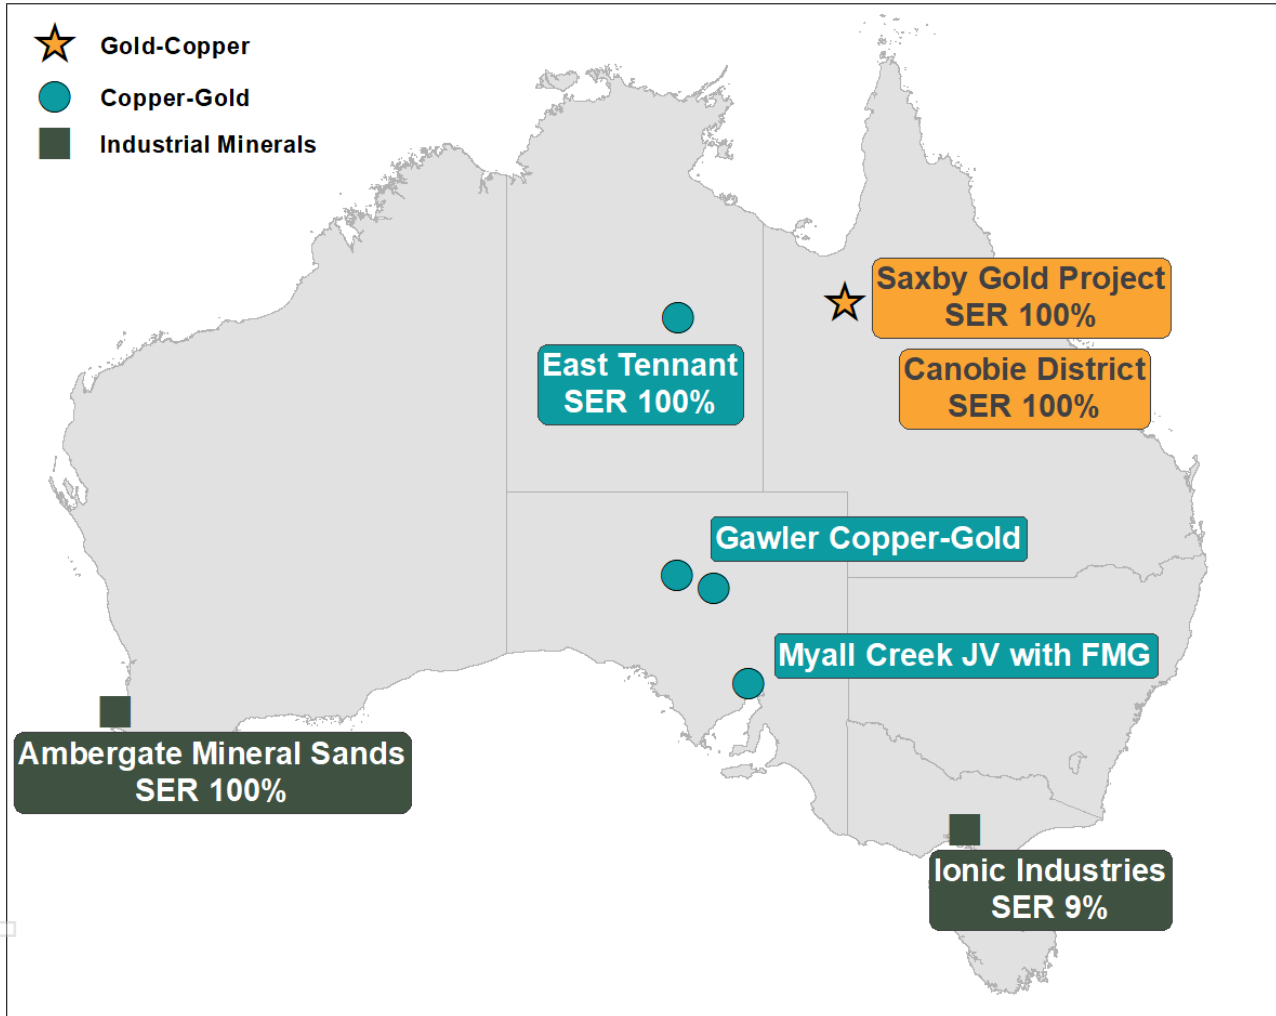 Gold-Copper
Copper-Gold
Industrial Minerals
Saxby Gold Project
SER 100%
East Tennant
SER 100%
Canobie District
SER 100%
Gawler Copper-Gold
Myall Creek JV with FMG
Ambergate Mineral Sands
SER 100%
Ionic Industries
SER 9%